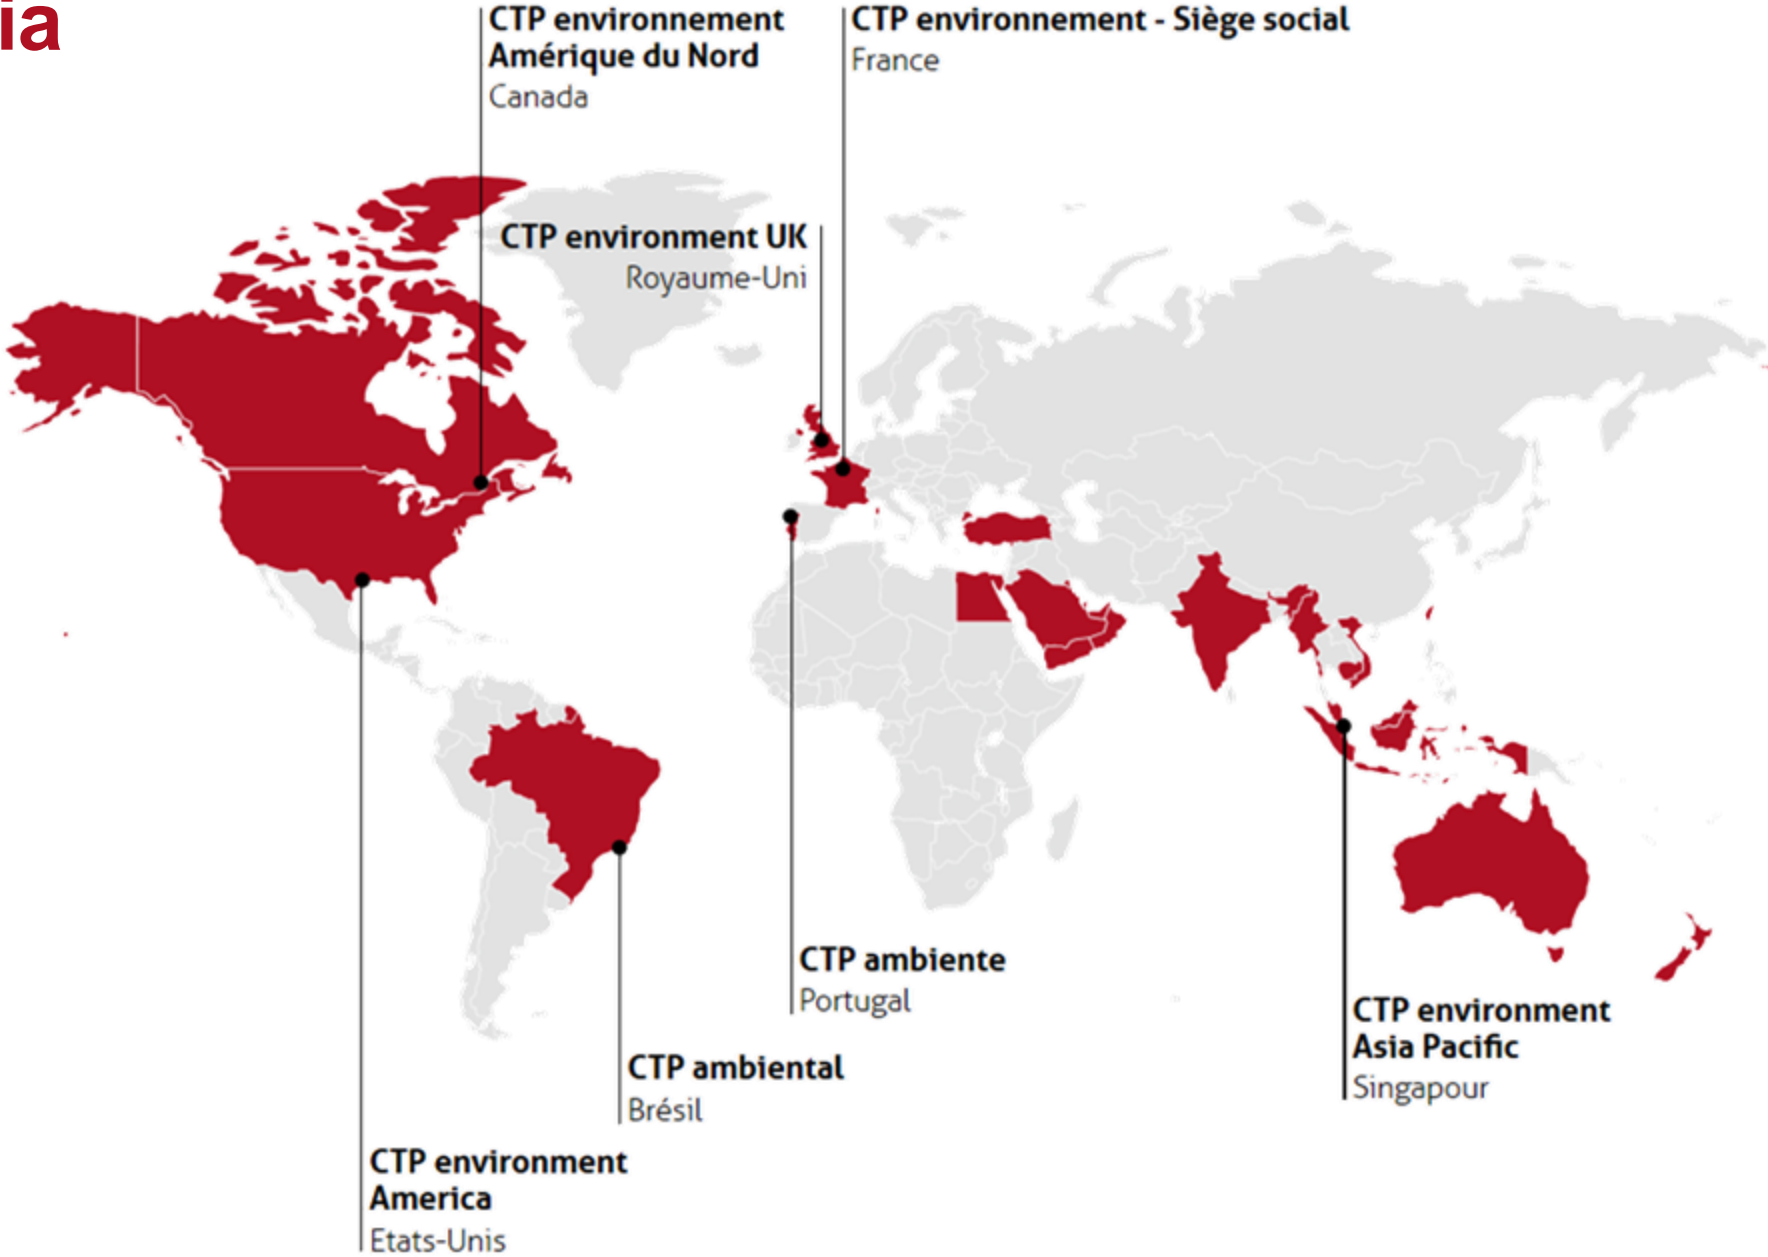 ia
CTP environnement
Amérique du Nord
Canada
CTP environnement - Siège social
France
CTP environment UK
Royaume-Uni
CTP ambiente
Portugal
CTP environment
Asia Pacific
Singapour
CTP ambiental
Brésil
CTP environment
America
Etats-Unis